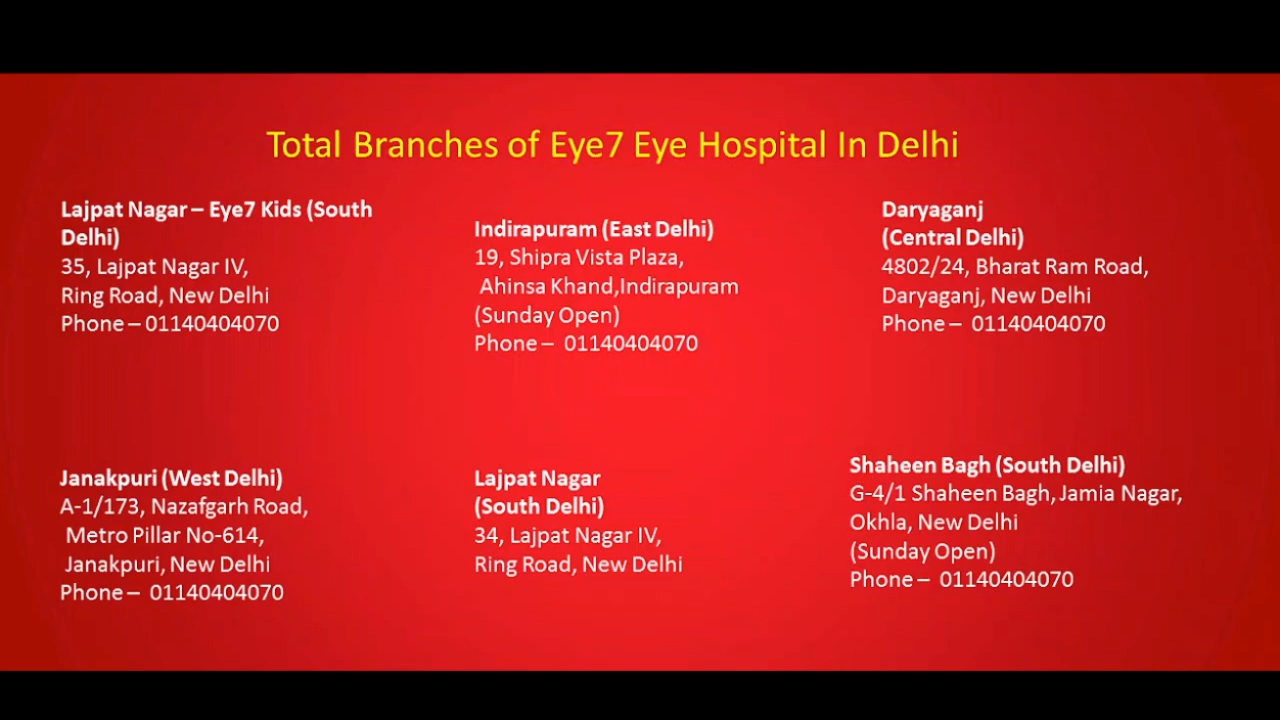 Total Branches of Eye7 Eye Hospital In Delhi
Lajpat Nagar – Eye7 Kids (South
Delhi)
35, Lajpat Nagar IV,
Ring Road, New Delhi
Phone – 01140404070
Indirapuram (East Delhi)
19, Shipra Vista Plaza,
Ahinsa Khand,Indirapuram
(Sunday Open)
Phone – 01140404070
Daryaganj
(Central Delhi)
4802/24, Bharat Ram Road,
Daryaganj, New Delhi
Phone – 01140404070
Janakpuri (West Delhi)
A-1/173, Nazafgarh Road,
Metro Pillar No-614,
Janakpuri, New Delhi
Phone – 01140404070
Lajpat Nagar
(South Delhi)
34, Lajpat Nagar IV,
Ring Road, New Delhi
Shaheen Bagh (South Delhi)
G-4/1 Shaheen Bagh, Jamia Nagar,
Okhla, New Delhi
(Sunday Open)
Phone – 01140404070